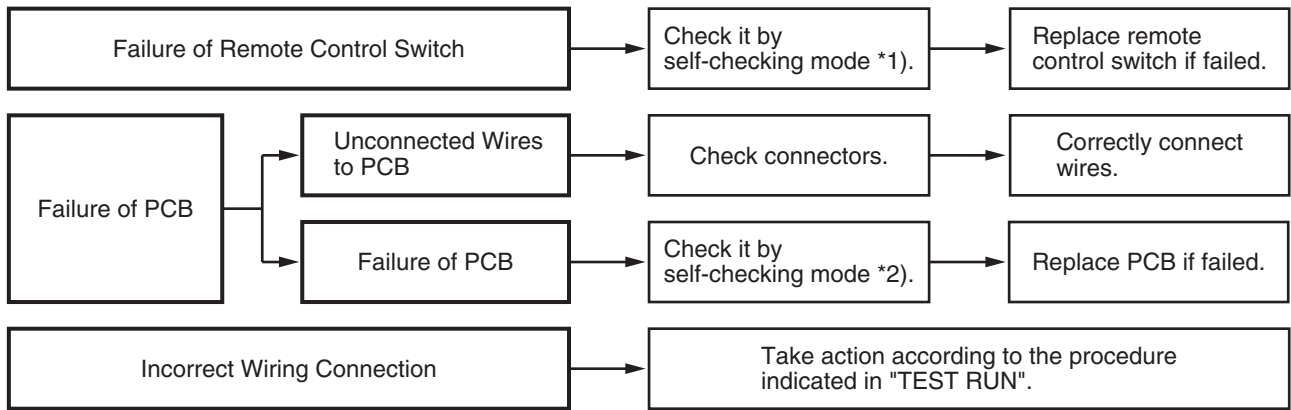 Failure of Remote Control Switch
Check it by
self-checking mode *1).
Replace remote
control switch if failed.
Failure of PCB
Unconnected Wires
to PCB
Check connectors.
Correctly connect
wires.
Failure of PCB
Check it by
self-checking mode *2).
Replace PCB if failed.
Incorrect Wiring Connection
Take action according to the procedure
indicated in "TEST RUN".